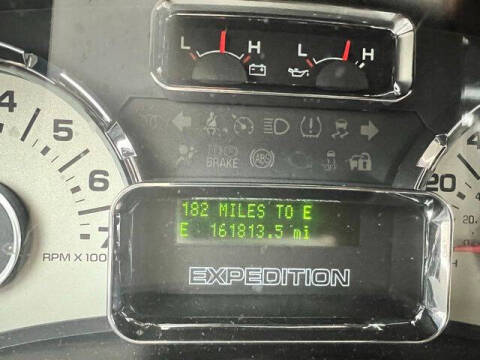 L H L H
4
5
6
7
RPM X 100
BRAKE ABS
20
182 MILES TO E
E 161813.5 mi
EXPEDITION